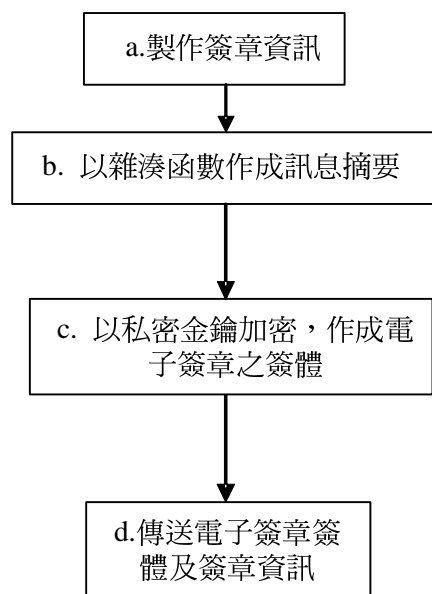 a.製作簽章資訊
b. 以雜湊函數作成訊息摘要
c. 以私密金鑰加密，作成電
子簽章之簽體
d.傳送電子簽章簽
體及簽章資訊